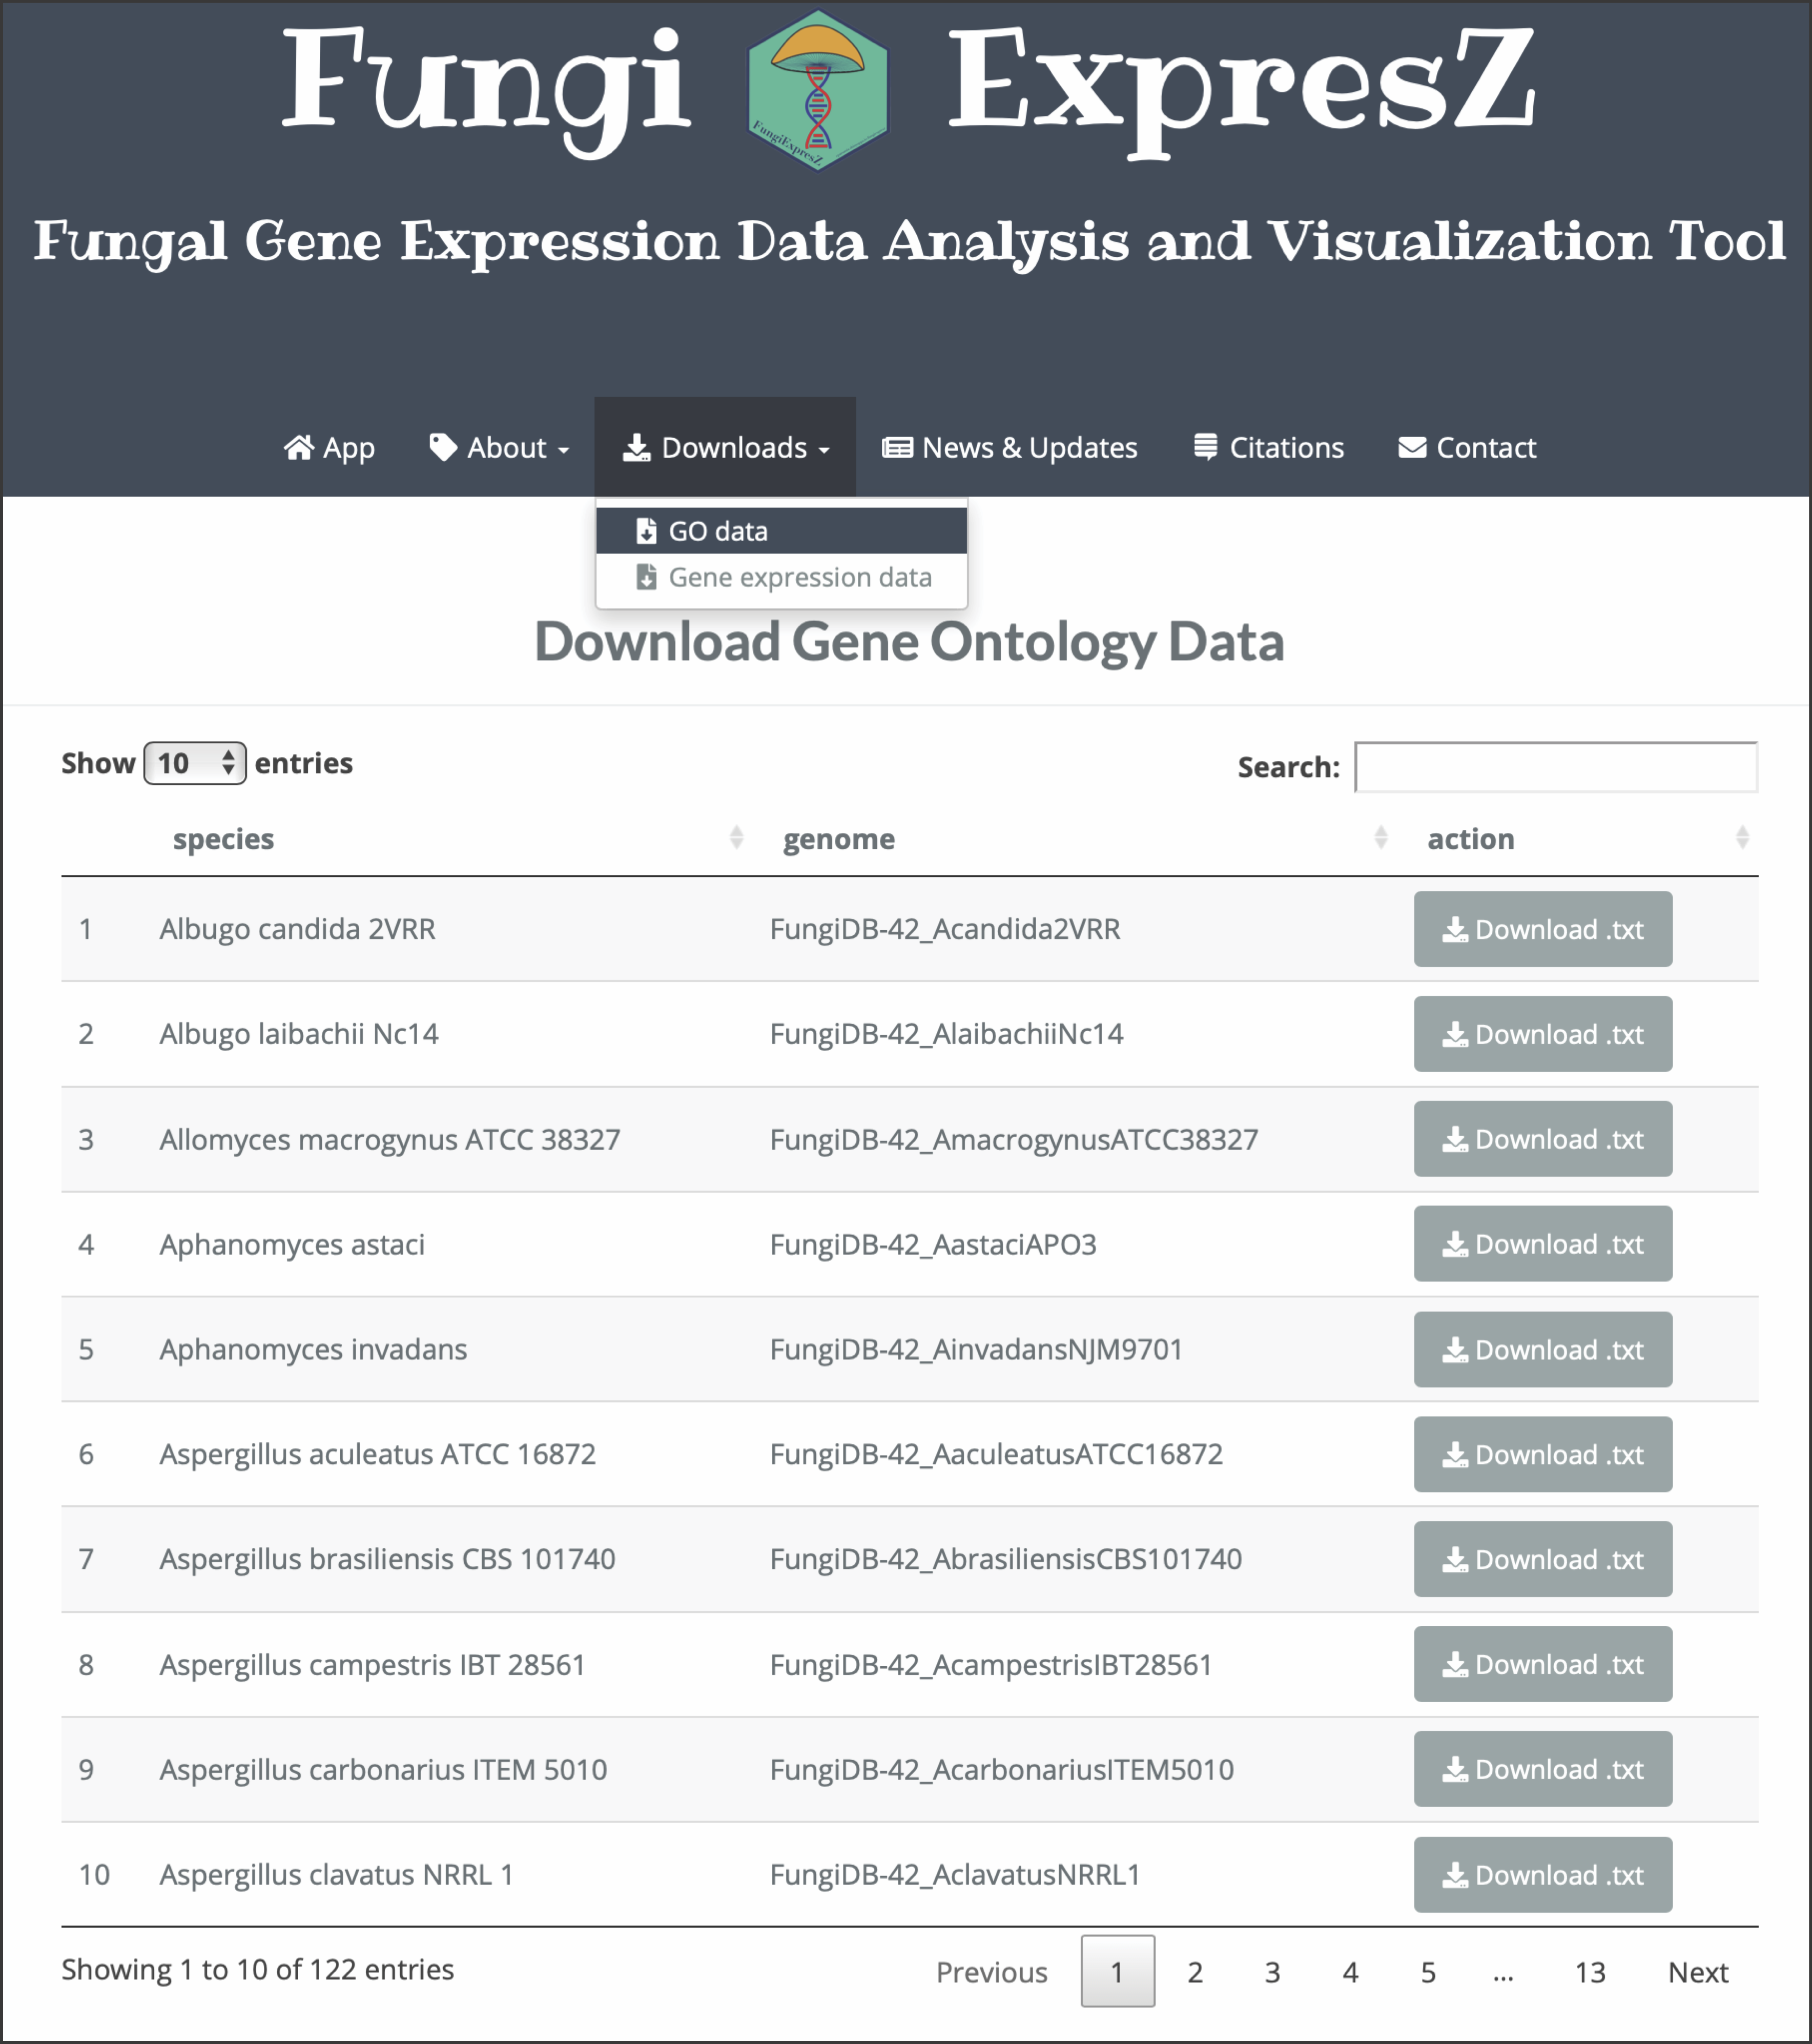 Fungi FungiExpresZ ExpresZ
Fungal Gene Expression Data Analysis and Visualization Tool
App About Downloads News & Updates Citations Contact
GO data
Gene expression data
Download Gene Ontology Data
Show 10 entries Search:
species genome action
1 Albugo candida 2VRR FungiDB-42_Acandida2VRR Download .txt
2 Albugo laibachii Nc14 FungiDB-42_AlaibachiiNc14 Download .txt
3 Allomyces macrogynus ATCC 38327 FungiDB-42_AmacrogynusATCC38327 Download .txt
4 Aphanomyces astaci FungiDB-42_AastaciAPO3 Download .txt
5 Aphanomyces invadans FungiDB-42_AinvadansNJM9701 Download .txt
6 Aspergillus aculeatus ATCC 16872 FungiDB-42_AaculeatusATCC16872 Download .txt
7 Aspergillus brasiliensis CBS 101740 FungiDB-42_AbrasiliensisCBS101740 Download .txt
8 Aspergillus campestris IBT 28561 FungiDB-42_AcampestrisIBT28561 Download .txt
9 Aspergillus carbonarius ITEM 5010 FungiDB-42_AcarbonariusITEM5010 Download .txt
10 Aspergillus clavatus NRRL 1 FungiDB-42_AclavatusNRRL1 Download .txt
Showing 1 to 10 of 122 entries Previous 1 2 3 4 5 ... 13 Next